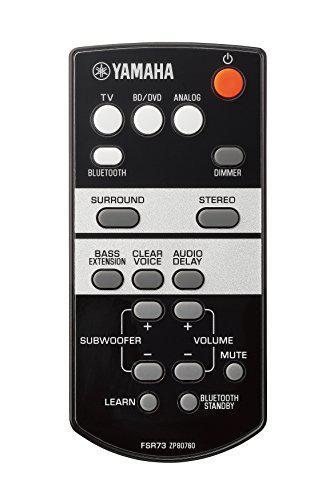 YAMAHA
TV BD/DVD ANALOG
BLUETOOTH DIMMER
SURROUND STEREO
BASS EXTENSION CLEAR VOICE AUDIO DELAY
+ +
SUBWOOFER VOLUME
– –
MUTE
LEARN BLUETOOTH STANDBY
FSR73 ZP80760